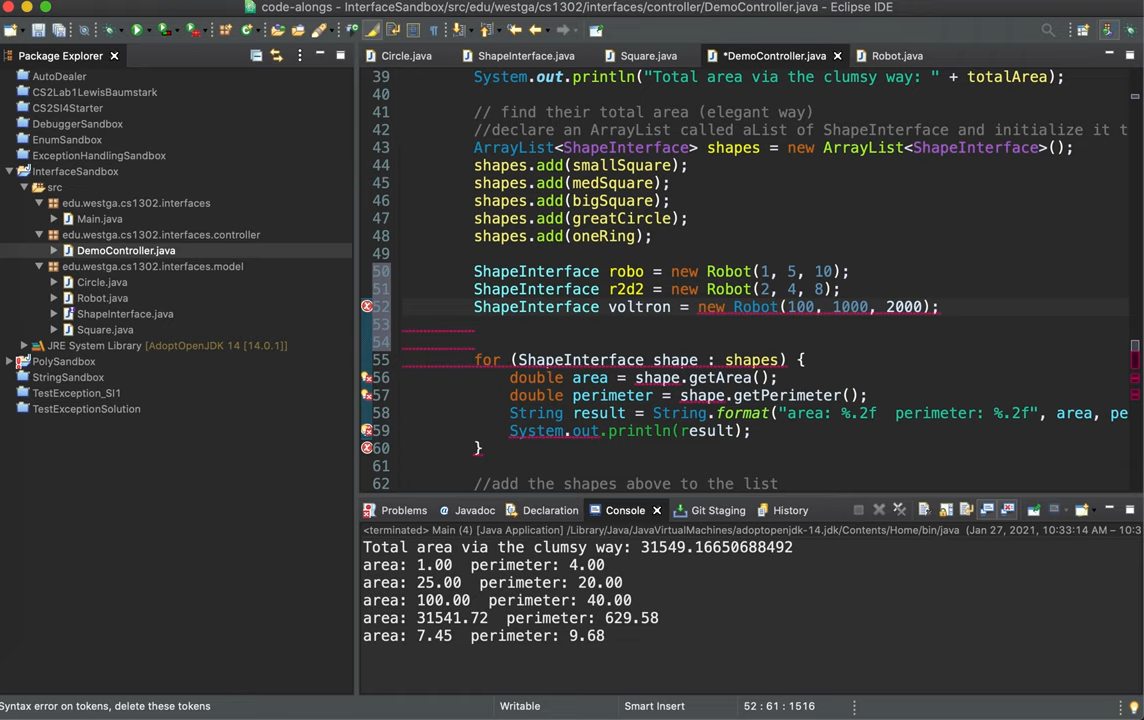 code-alongs - InterfaceSandbox/src/edu/westga/cs1302/interfaces/controller/DemoController.java - Eclipse IDE
Package Explorer
Circle.java
ShapeInterface.java
Square.java
*DemoController.java
Robot.java
AutoDealer
CS2Lab1LewisBaumstark
CS2SI4Starter
DebuggerSandbox
EnumSandbox
ExceptionHandlingSandbox
InterfaceSandbox
src
edu.westga.cs1302.interfaces
Main.java
edu.westga.cs1302.interfaces.controller
DemoController.java
edu.westga.cs1302.interfaces.model
Circle.java
Robot.java
ShapeInterface.java
Square.java
JRE System Library [AdoptOpenJDK 14 [14.0.1]]
PolySandbox
StringSandbox
TestException_SI1
TestExceptionSolution
39 System.out.println("Total area via the clumsy way: " + totalArea);
40
41 // find their total area (elegant way)
42 //declare an ArrayList called aList of ShapeInterface and initialize it t
43 ArrayList<ShapeInterface> shapes = new ArrayList<ShapeInterface>();
44 shapes.add(smallSquare);
45 shapes.add(medSquare);
46 shapes.add(bigSquare);
47 shapes.add(greatCircle);
48 shapes.add(oneRing);
49
50 ShapeInterface robo = new Robot(1, 5, 10);
51 ShapeInterface r2d2 = new Robot(2, 4, 8);
52 ShapeInterface voltron = new Robot(100, 1000, 2000);
53
54
55 for (ShapeInterface shape : shapes) {
56 double area = shape.getArea();
57 double perimeter = shape.getPerimeter();
58 String result = String.format("area: %.2f  perimeter: %.2f", area, pe
59 System.out.println(result);
60 }
61
62 //add the shapes above to the list
Problems
Javadoc
Declaration
Console
Git Staging
History
<terminated> Main (4) [Java Application] /Library/Java/JavaVirtualMachines/adoptopenjdk-14.jdk/Contents/Home/bin/java (Jan 27, 2021, 10:33:14 AM – 10:3
Total area via the clumsy way: 31549.16650688492
area: 1.00  perimeter: 4.00
area: 25.00  perimeter: 20.00
area: 100.00  perimeter: 40.00
area: 31541.72  perimeter: 629.58
area: 7.45  perimeter: 9.68
Syntax error on tokens, delete these tokens
Writable
Smart Insert
52 : 61 : 1516